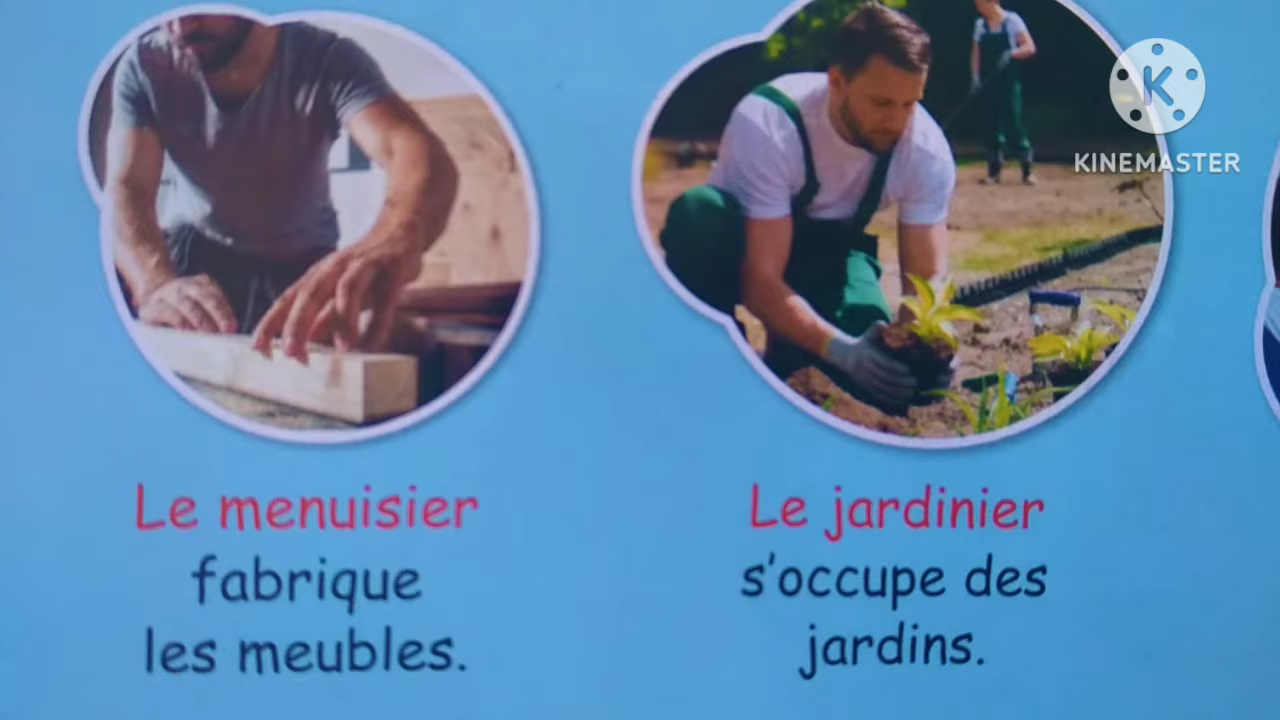 KINEMASTER
Le menuisier
fabrique
les meubles.
Le jardinier
s'occupe des
jardins.